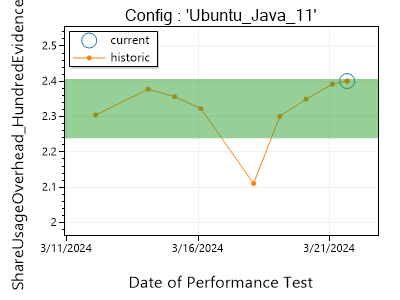 Config : 'Ubuntu_Java_11'
ShareUsageOverhead_HundredEvidence
current
historic
2.5
2.4
2.3
2.2
2.1
2
3/11/2024
3/16/2024
3/21/2024
Date of Performance Test